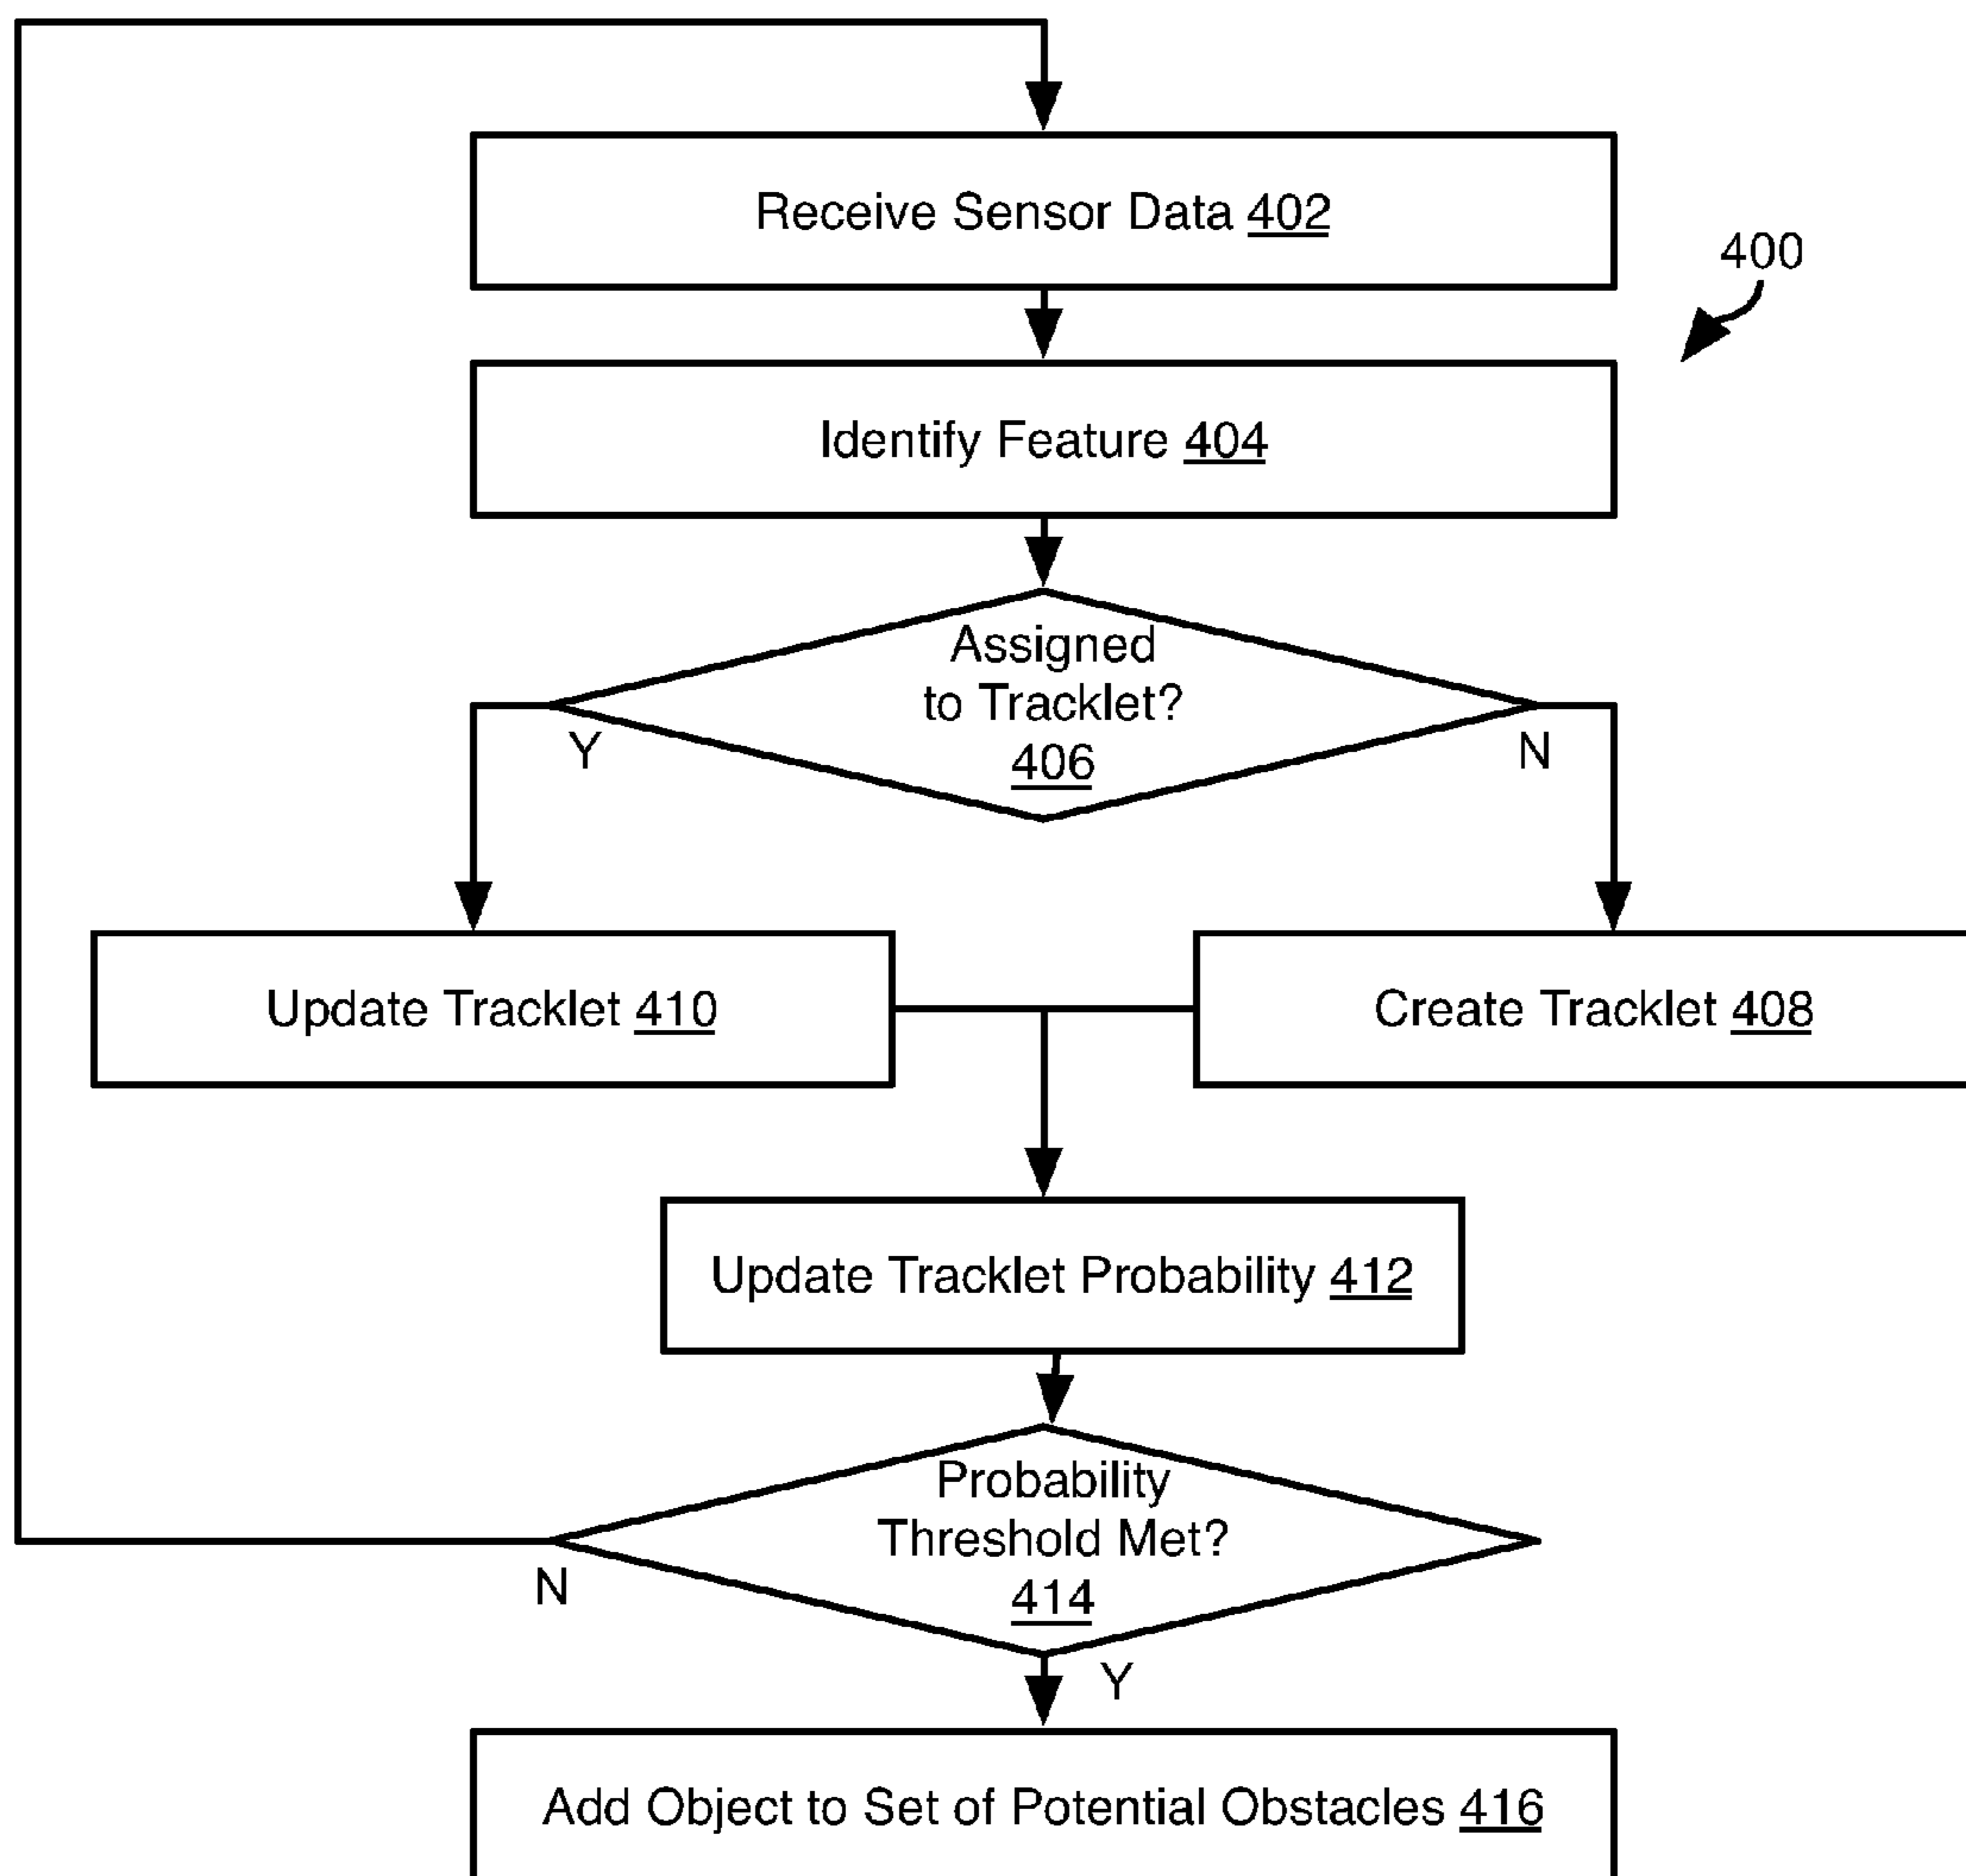 Receive Sensor Data 402
400
Identify Feature 404
Assigned
to Tracklet?
406
Y
N
Update Tracklet 410
Create Tracklet 408
Update Tracklet Probability 412
Probability
Threshold Met?
414
N
Y
Add Object to Set of Potential Obstacles 416